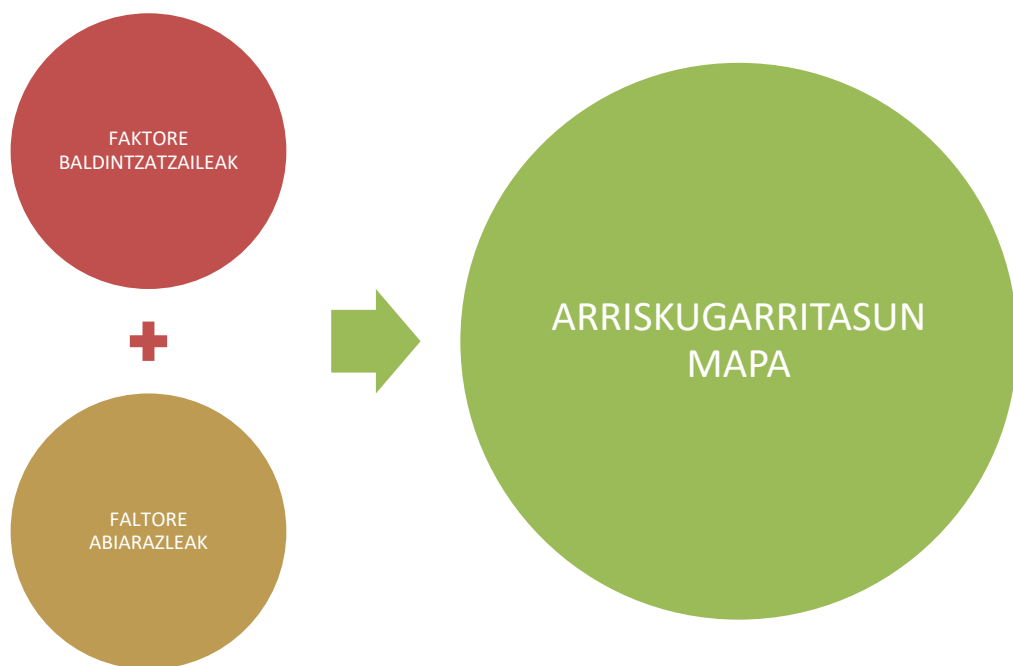 FAKTORE
BALDINTZATZAILEAK
FALTORE
ABIARAZLEAK
ARRISKUGARRITASUN
MAPA